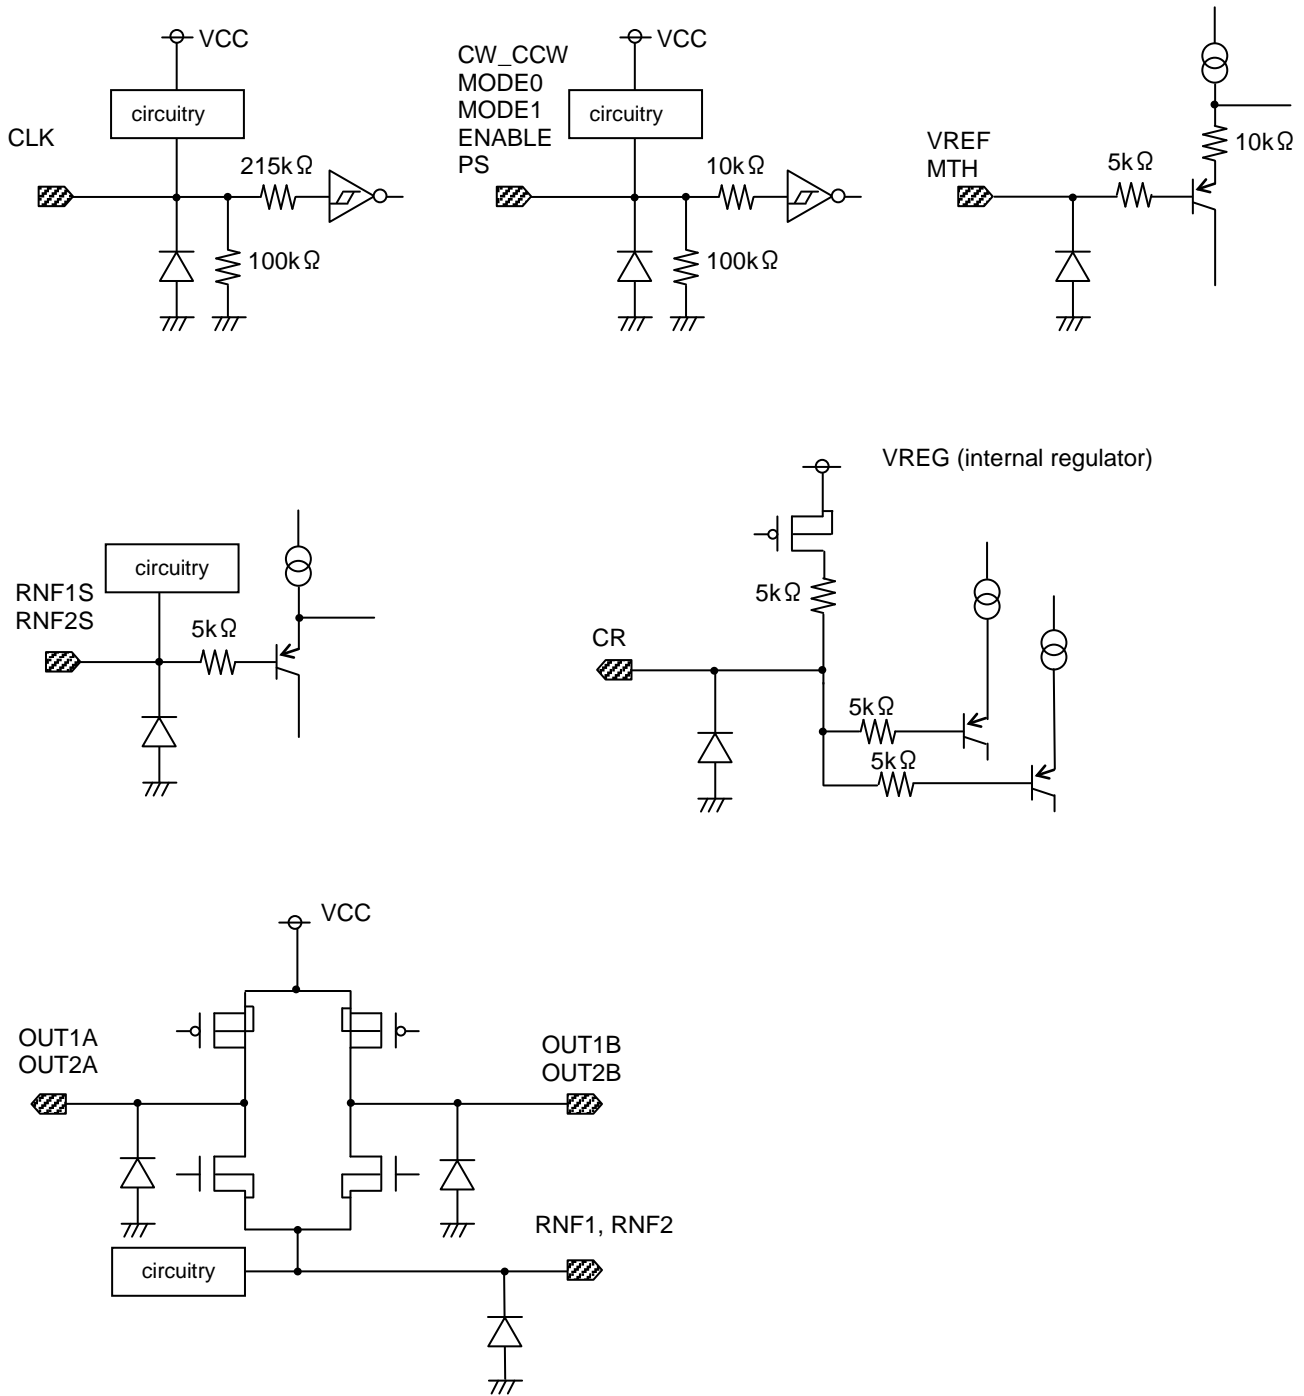 VCC
circuitry
CLK
215kΩ
100kΩ
VCC
CW_CCW
MODE0
MODE1
ENABLE
PS
circuitry
10kΩ
100kΩ
VREF
MTH
5kΩ
10kΩ
circuitry
RNF1S
RNF2S
5kΩ
VREG (internal regulator)
5kΩ
CR
5kΩ
5kΩ
VCC
OUT1A
OUT2A
OUT1B
OUT2B
RNF1, RNF2
circuitry